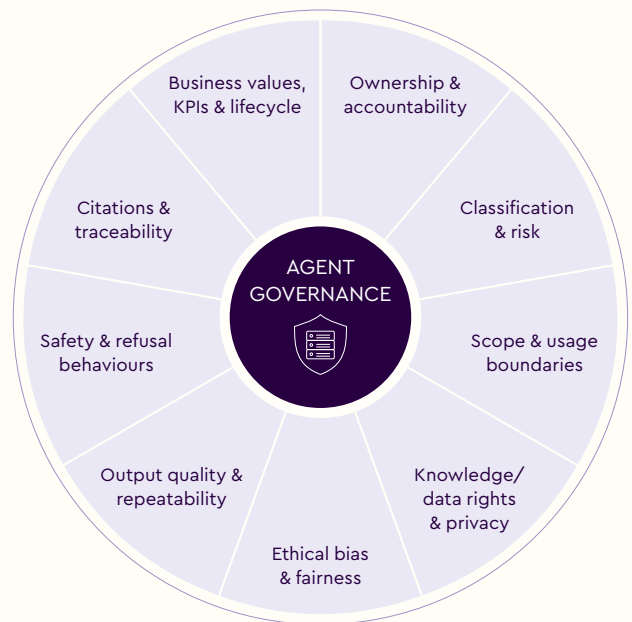 Business values,
KPIs & lifecycle
Ownership &
accountability
Classification
& risk
Scope & usage
boundaries
Knowledge/
data rights
& privacy
Ethical bias
& fairness
Output quality &
repeatability
Safety & refusal
behaviours
Citations &
traceability
AGENT
GOVERNANCE